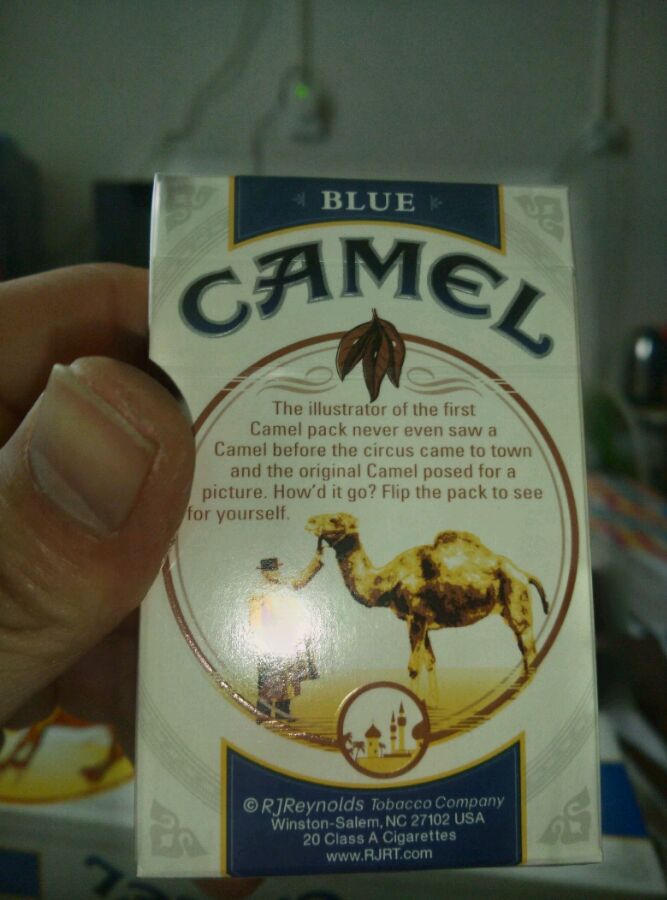 BLUE
CAMEL
The illustrator of the first
Camel pack never even saw a
Camel before the circus came to town
and the original Camel posed for a
picture. How'd it go? Flip the pack to see
for yourself.
© RJReynolds Tobacco Company
Winston-Salem, NC 27102 USA
20 Class A Cigarettes
www.RJRT.com